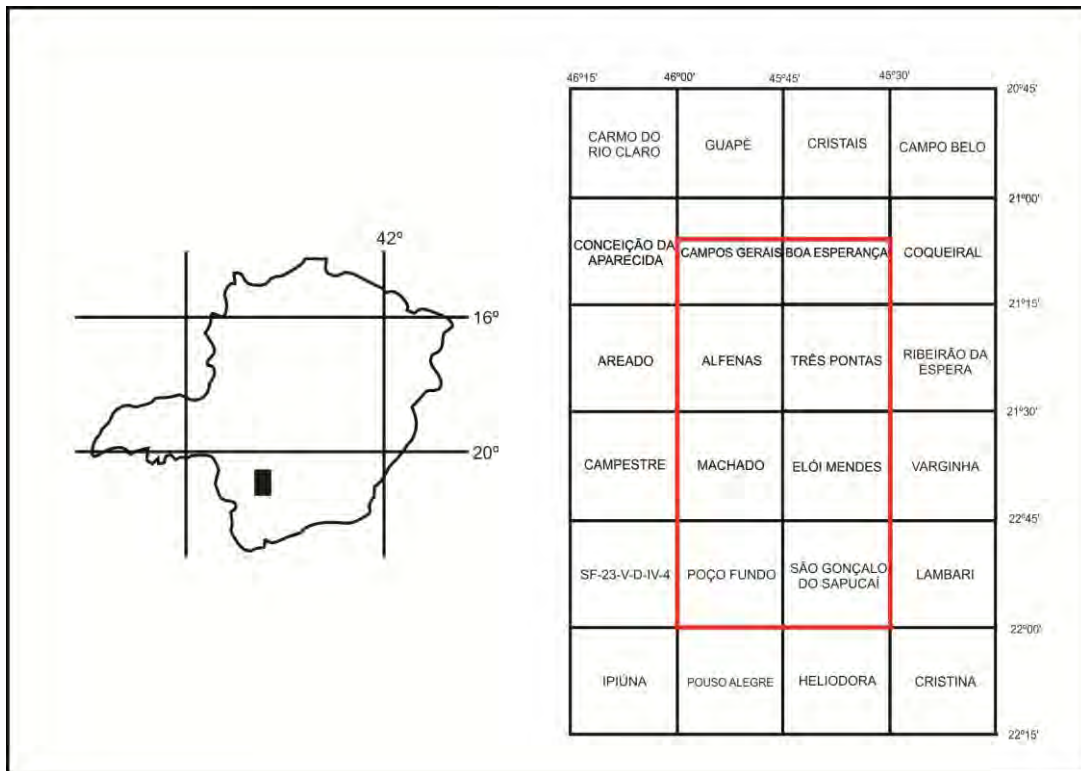 42º
16º
20º
46º15'
46º00'
45º45'
45º30'
20º45'
CARMO DO
RIO CLARO
GUAPÉ
CRISTAIS
CAMPO BELO
21º00'
CONCEIÇÃO DA
APARECIDA
CAMPOS GERAIS
BOA ESPERANÇA
COQUEIRAL
21º15'
AREADO
ALFENAS
TRÊS PONTAS
RIBEIRÃO DA
ESPERA
21º30'
CAMPESTRE
MACHADO
ELÓI MENDES
VARGINHA
22º45'
SF-23-V-D-IV-4
POÇO FUNDO
SÃO GONÇALO
DO SAPUCAÍ
LAMBARI
22º00'
IPIÚNA
POUSO ALEGRE
HELIODORA
CRISTINA
22º15'